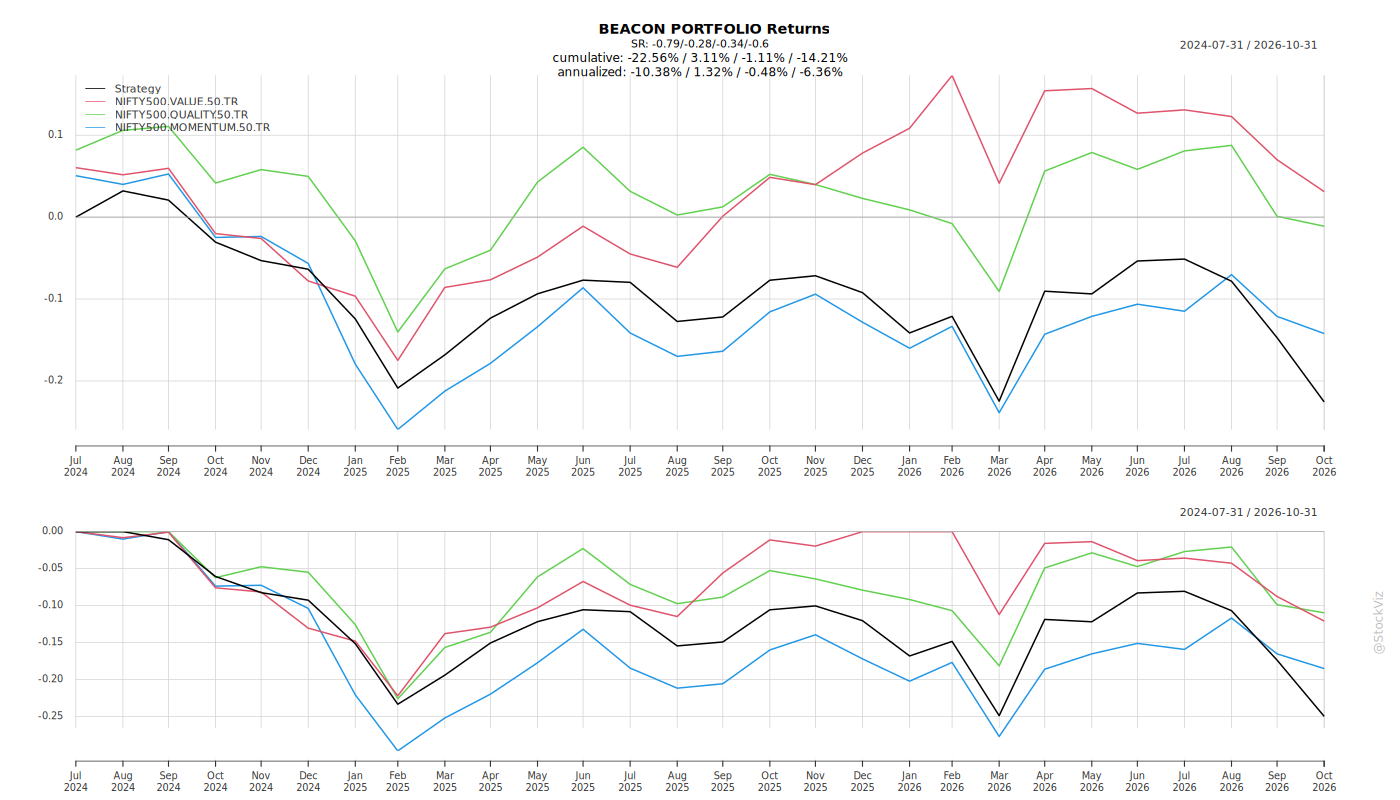 BEACON PORTFOLIO Returns
SR: -0.79/-0.28/-0.34/-0.6
cumulative: -22.56% / 3.11% / -1.11% / -14.21%
annualized: -10.38% / 1.32% / -0.48% / -6.36%
2024-07-31 / 2026-10-31
Strategy
NIFTY500.VALUE.50.TR
NIFTY500.QUALITY.50.TR
NIFTY500.MOMENTUM.50.TR
0.1
0.0
-0.1
-0.2
Jul Aug Sep Oct Nov Dec Jan Feb Mar Apr May Jun Jul Aug Sep Oct Nov Dec Jan Feb Mar Apr May Jun Jul Aug Sep Oct
2024 2024 2024 2024 2024 2024 2025 2025 2025 2025 2025 2025 2025 2025 2025 2025 2025 2025 2026 2026 2026 2026 2026 2026 2026 2026 2026 2026
2024-07-31 / 2026-10-31
0.00
-0.05
-0.10
-0.15
-0.20
-0.25
Jul Aug Sep Oct Nov Dec Jan Feb Mar Apr May Jun Jul Aug Sep Oct Nov Dec Jan Feb Mar Apr May Jun Jul Aug Sep Oct
2024 2024 2024 2024 2024 2024 2025 2025 2025 2025 2025 2025 2025 2025 2025 2025 2025 2025 2026 2026 2026 2026 2026 2026 2026 2026 2026 2026
@StockViz